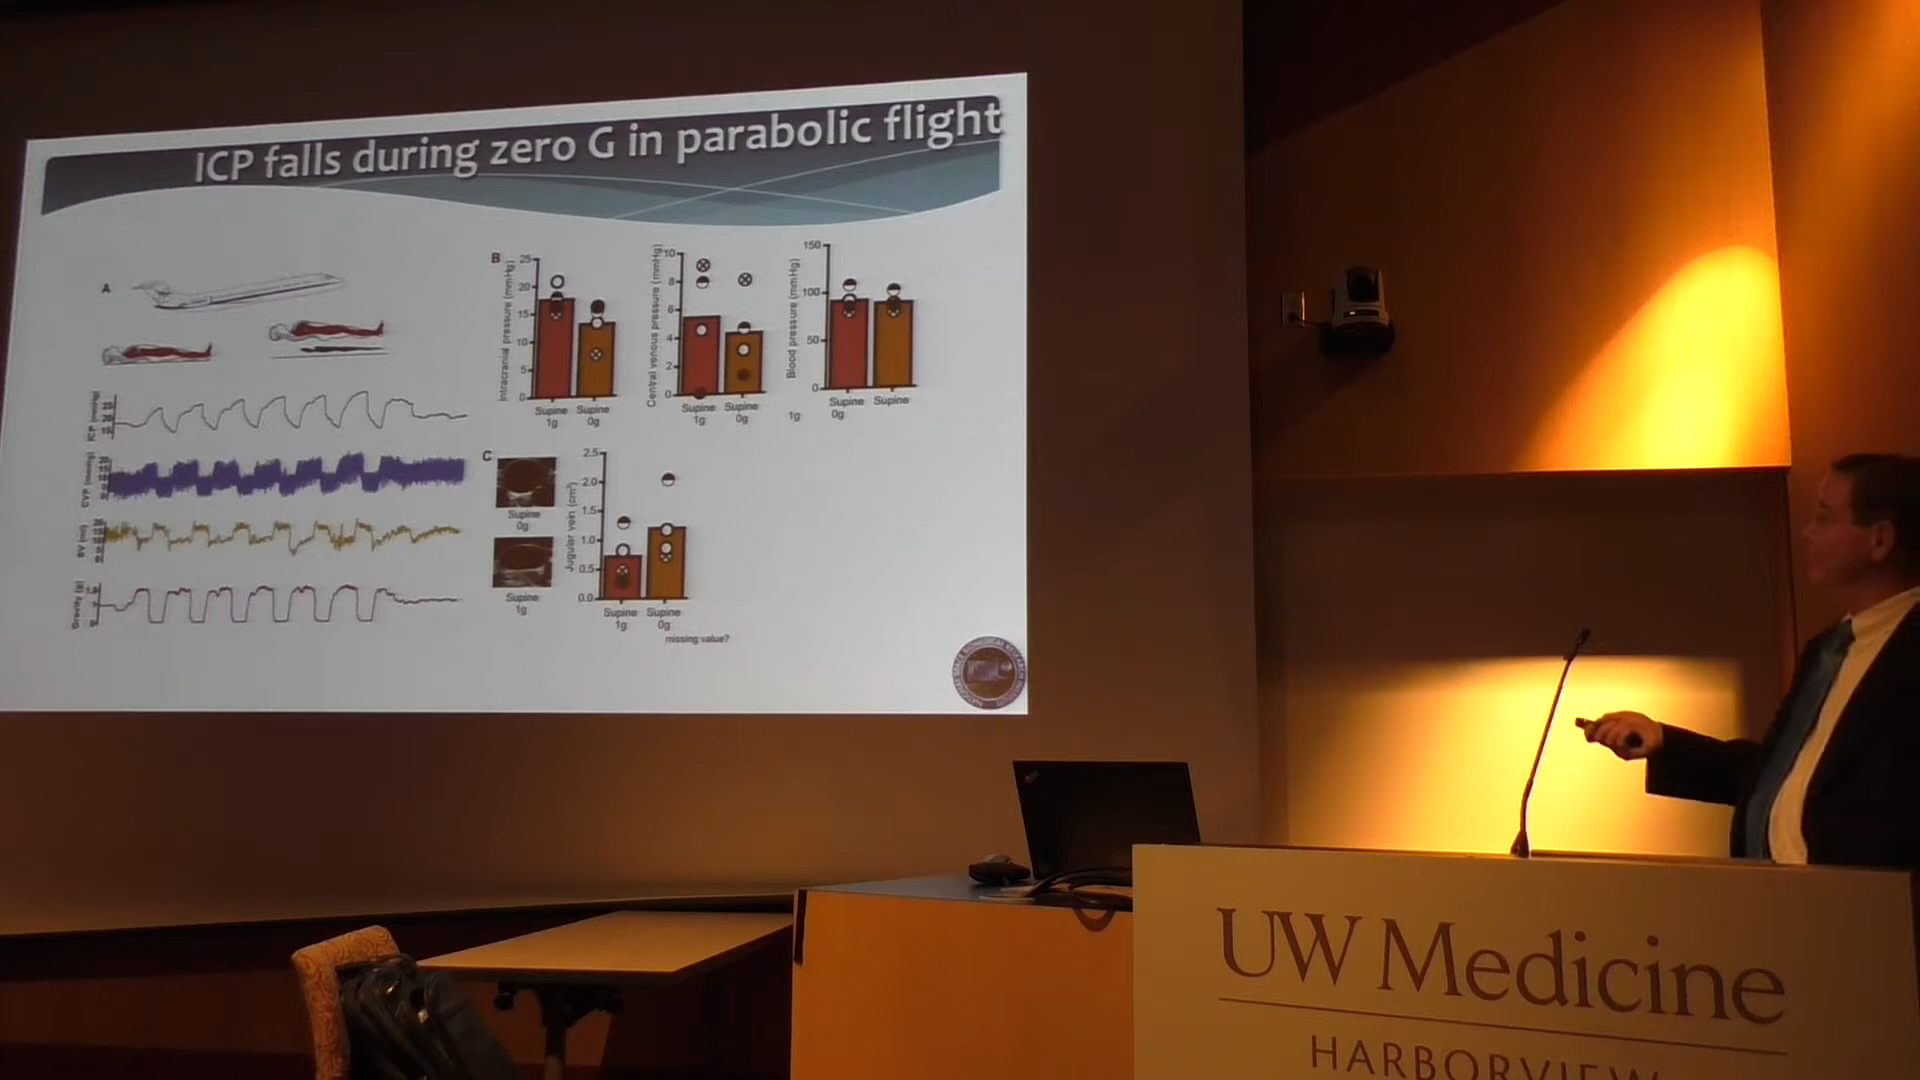 ICP falls during zero G in parabolic flight
A
ICP (mmHg)
CVP (mmHg)
SV (ml)
Gravity (g)
B
Intracranial pressure (mmHg)
25
20
15
10
5
0
Supine Supine
1g 0g
Central venous pressure (mmHg)
10
8
6
4
2
0
Supine Supine
1g 0g
Blood pressure (mmHg)
150
100
50
0
Supine Supine
1g 0g
C
Supine
0g
Supine
1g
Jugular vein (cm²)
2.5
2.0
1.5
1.0
0.5
0.0
Supine Supine
1g 0g
missing value?
UW Medicine
HARBORVIEW